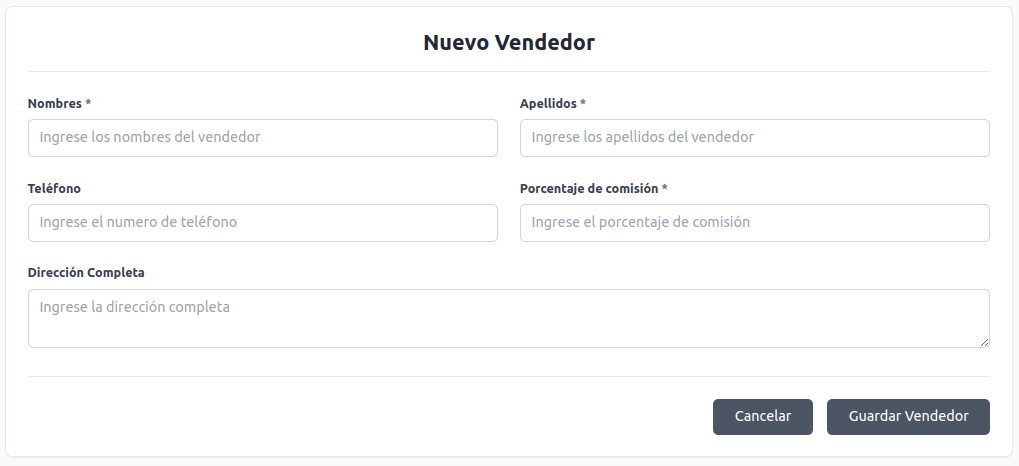 Nuevo Vendedor
Nombres *
Apellidos *
Ingrese los nombres del vendedor
Ingrese los apellidos del vendedor
Teléfono
Porcentaje de comisión *
Ingrese el numero de teléfono
Ingrese el porcentaje de comisión
Dirección Completa
Ingrese la dirección completa
Cancelar
Guardar Vendedor